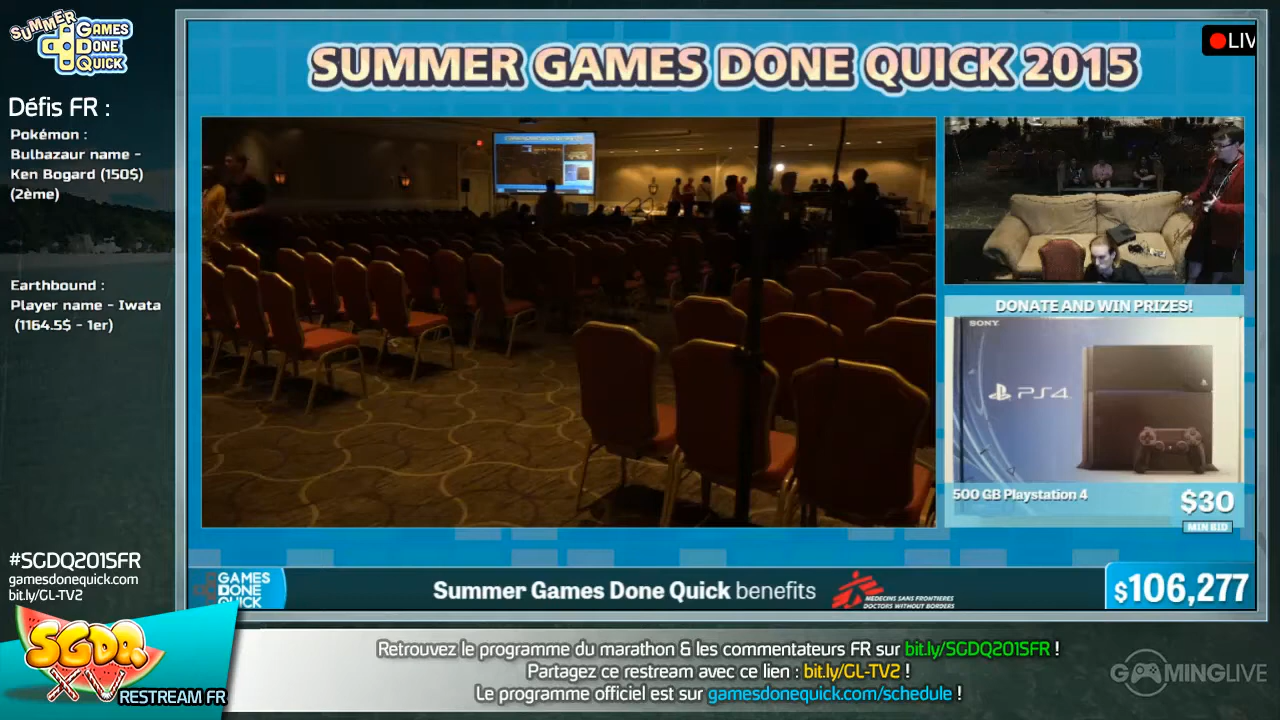 SUMMER
GAMES
DONE
QUICK
Défis FR :
Pokémon :
Bulbazaur name -
Ken Bogard (150$)
(2ème)
Earthbound :
Player name - Iwata
(1164.5$ - 1er)
#SGDQ2015FR
gamesdonequick.com
bit.ly/GL-TV2
SGDQ
XV
RESTREAM FR
SUMMER GAMES DONE QUICK 2015
LIV
DONATE AND WIN PRIZES!
SONY
PS4
500 GB Playstation 4
$30
MIN BID
GAMES
DONE
QUICK
Summer Games Done Quick benefits
MEDECINS SANS FRONTIERES
DOCTORS WITHOUT BORDERS
$106,277
Retrouvez le programme du marathon & les commentateurs FR sur bit.ly/SGDQ2015FR !
Partagez ce restream avec ce lien : bit.ly/GL-TV2 !
Le programme officiel est sur gamesdonequick.com/schedule !
GAMINGLIVE